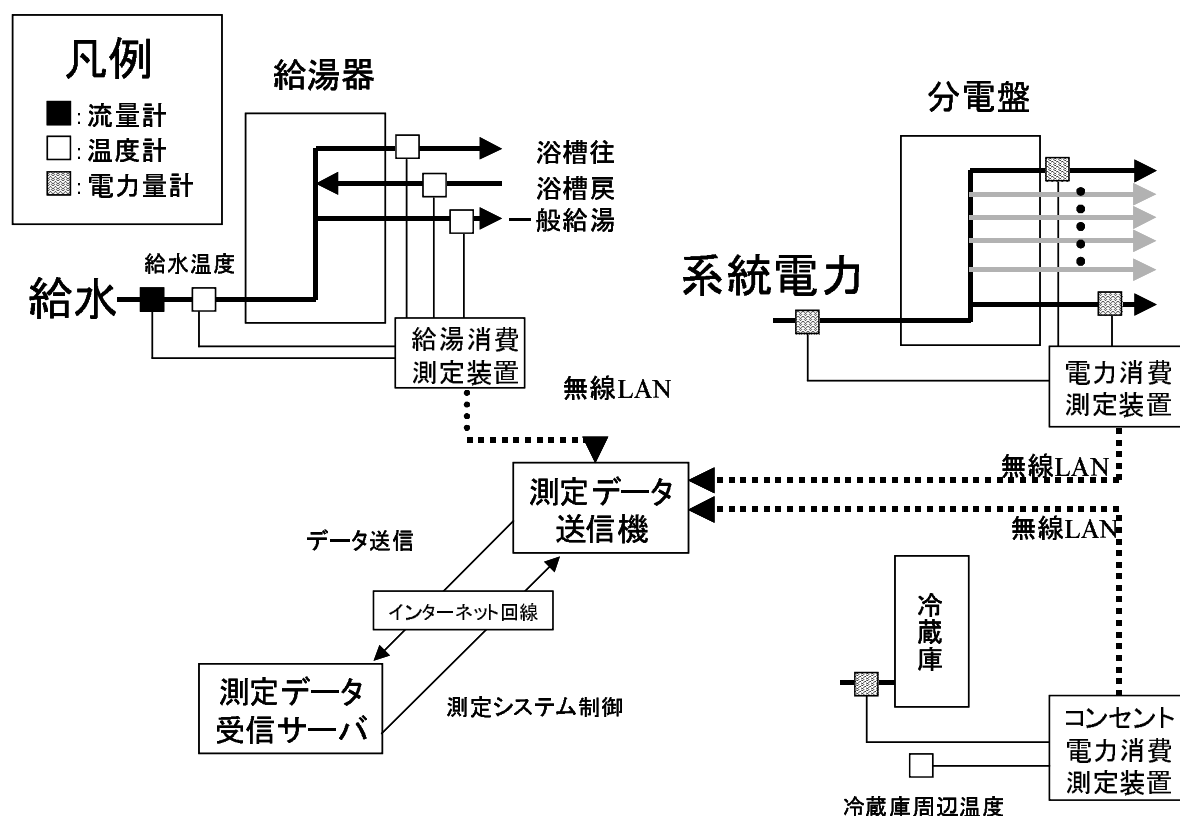 凡例
:流量計
:温度計
:電力量計
給湯器
浴槽往
浴槽戻
一般給湯
給水温度
給水
給湯消費
測定装置
分電盤
系統電力
電力消費
測定装置
無線LAN
無線LAN
無線LAN
測定データ
送信機
データ送信
インターネット回線
測定データ
受信サーバ
測定システム制御
冷蔵庫
コンセント
電力消費
測定装置
冷蔵庫周辺温度